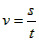 v = s/t